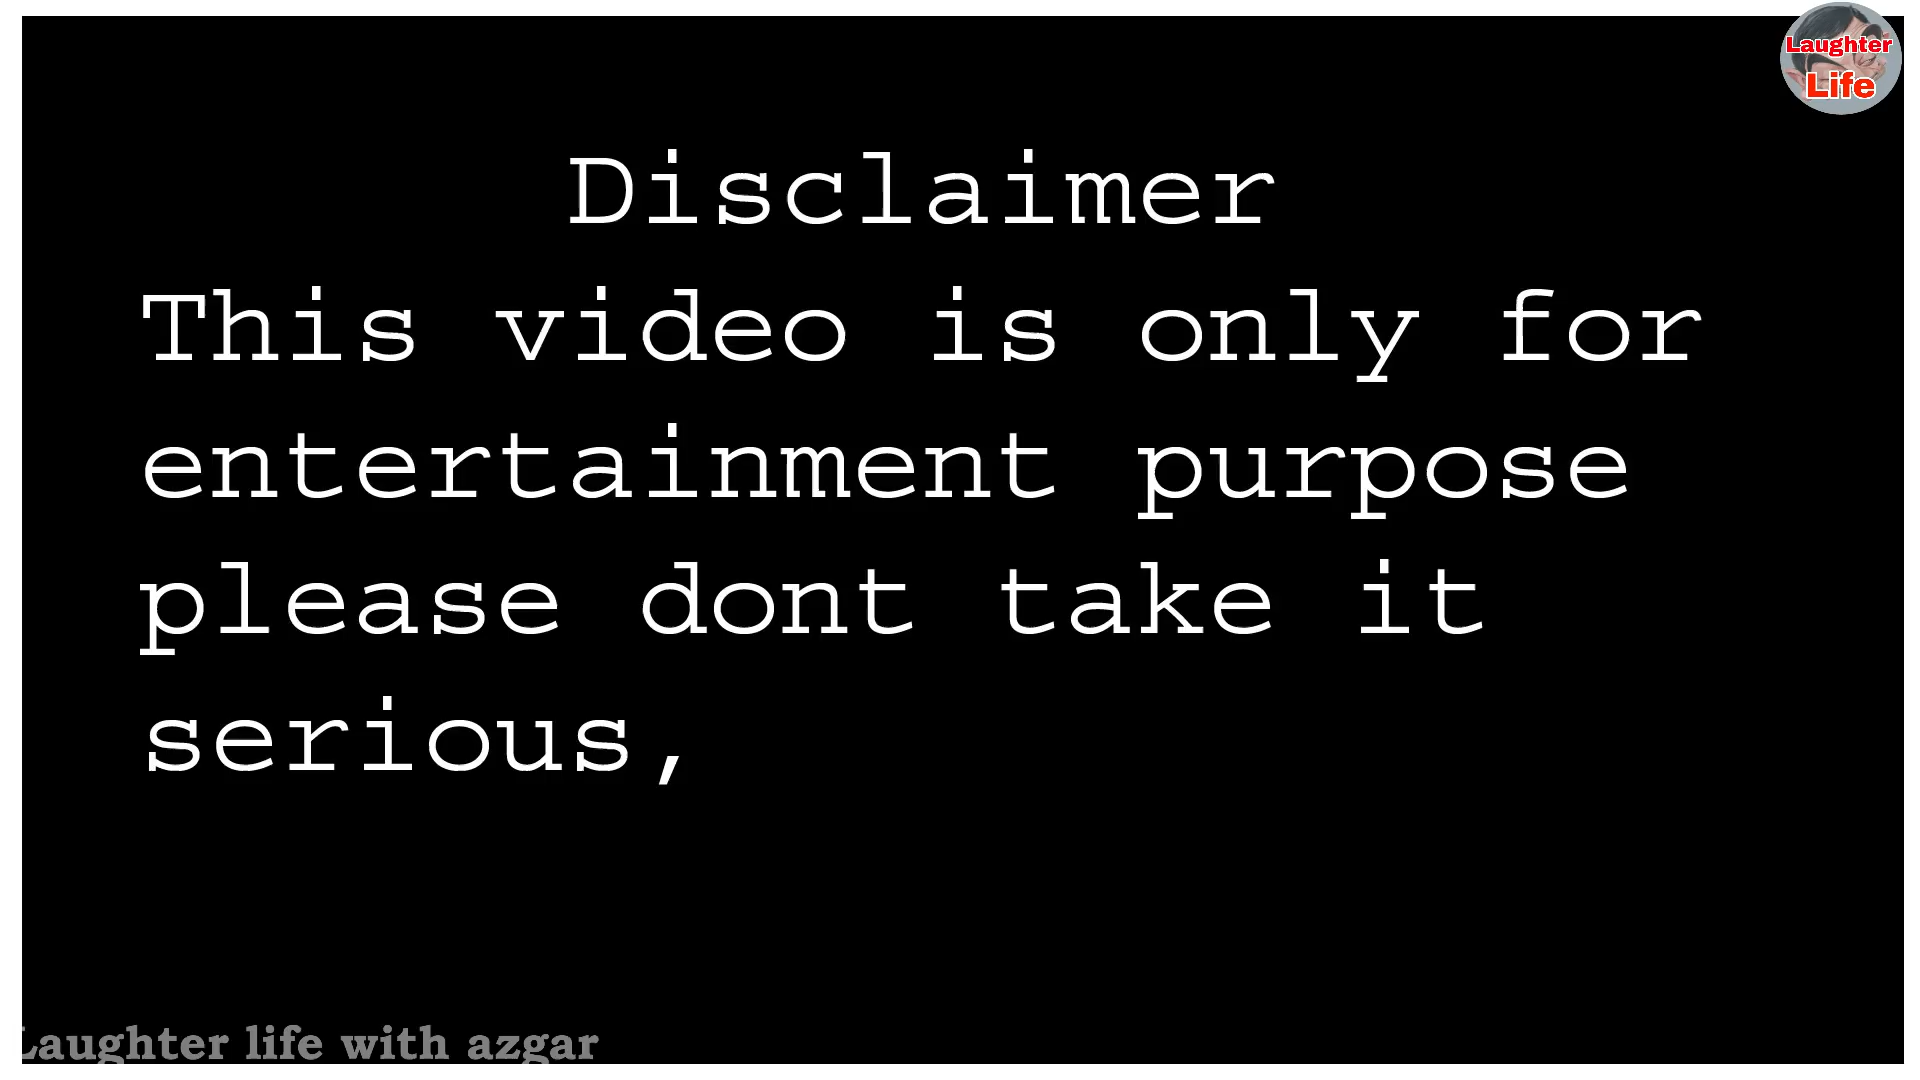 Laughter
Life
Disclaimer
This video is only for
entertainment purpose
please dont take it
serious,
Laughter life with azgar